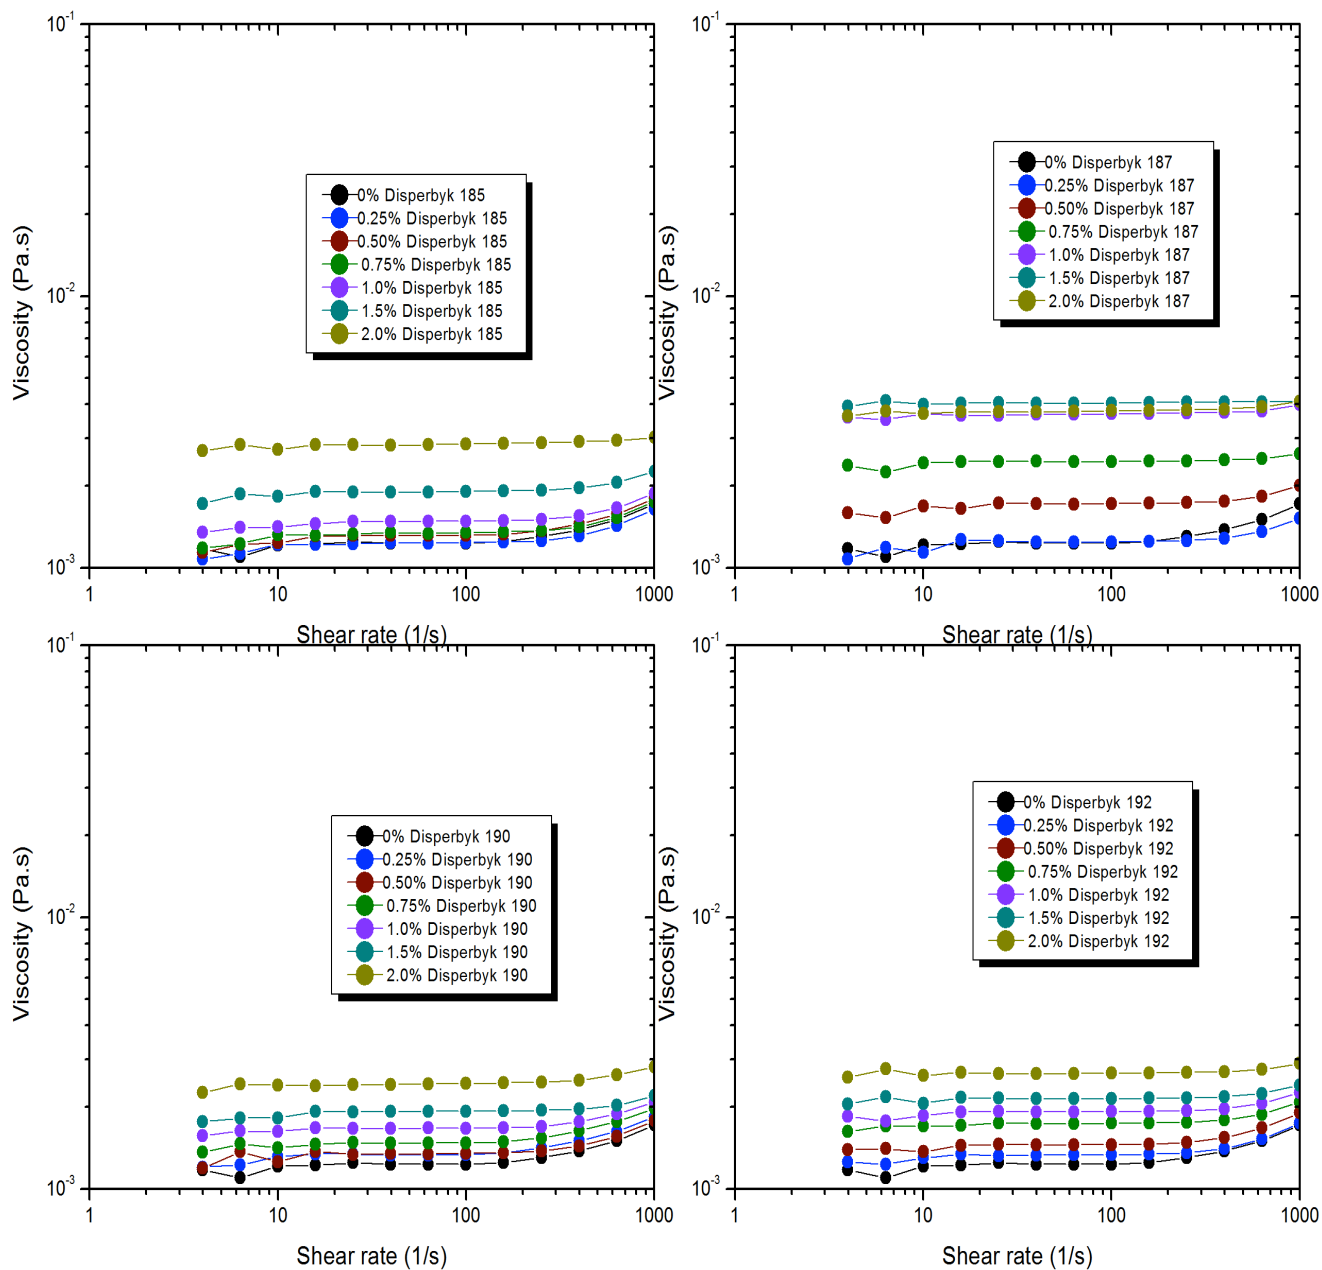 10^-1
10^-2
10^-3
Viscosity (Pa.s)
0% Disperbyk 185
0.25% Disperbyk 185
0.50% Disperbyk 185
0.75% Disperbyk 185
1.0% Disperbyk 185
1.5% Disperbyk 185
2.0% Disperbyk 185
1 10 100 1000
Shear rate (1/s)
10^-1
10^-2
10^-3
Viscosity (Pa.s)
0% Disperbyk 187
0.25% Disperbyk 187
0.50% Disperbyk 187
0.75% Disperbyk 187
1.0% Disperbyk 187
1.5% Disperbyk 187
2.0% Disperbyk 187
1 10 100 1000
Shear rate (1/s)
10^-1
10^-2
10^-3
Viscosity (Pa.s)
0% Disperbyk 190
0.25% Disperbyk 190
0.50% Disperbyk 190
0.75% Disperbyk 190
1.0% Disperbyk 190
1.5% Disperbyk 190
2.0% Disperbyk 190
1 10 100 1000
Shear rate (1/s)
10^-1
10^-2
10^-3
Viscosity (Pa.s)
0% Disperbyk 192
0.25% Disperbyk 192
0.50% Disperbyk 192
0.75% Disperbyk 192
1.0% Disperbyk 192
1.5% Disperbyk 192
2.0% Disperbyk 192
1 10 100 1000
Shear rate (1/s)